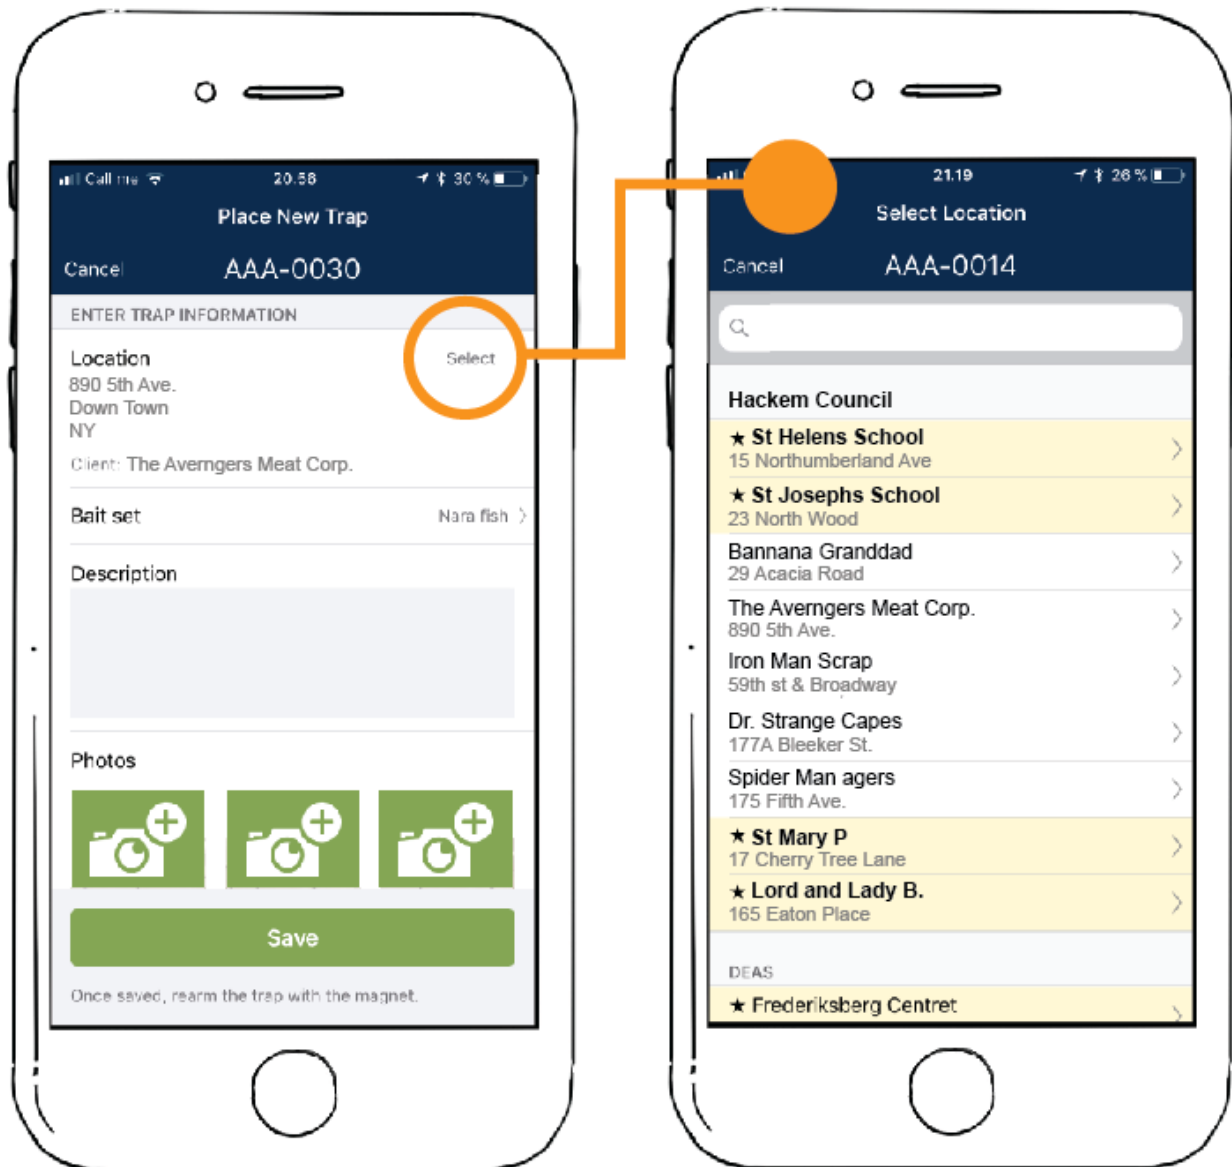 Call me
20.58
30 %
Place New Trap
Cancel
AAA-0030
ENTER TRAP INFORMATION
Location
Select
890 5th Ave.
Down Town
NY
Client: The Averngers Meat Corp.
Bait set
Nara fish
Description
Photos
Save
Once saved, rearm the trap with the magnet.
21.19
26 %
Select Location
Cancel
AAA-0014
Hackem Council
★ St Helens School
15 Northumberland Ave
★ St Josephs School
23 North Wood
Bannana Granddad
29 Acacia Road
The Averngers Meat Corp.
890 5th Ave.
Iron Man Scrap
59th st & Broadway
Dr. Strange Capes
177A Bleeker St.
Spider Man agers
175 Fifth Ave.
★ St Mary P
17 Cherry Tree Lane
★ Lord and Lady B.
165 Eaton Place
DEAS
★ Frederiksberg Centret